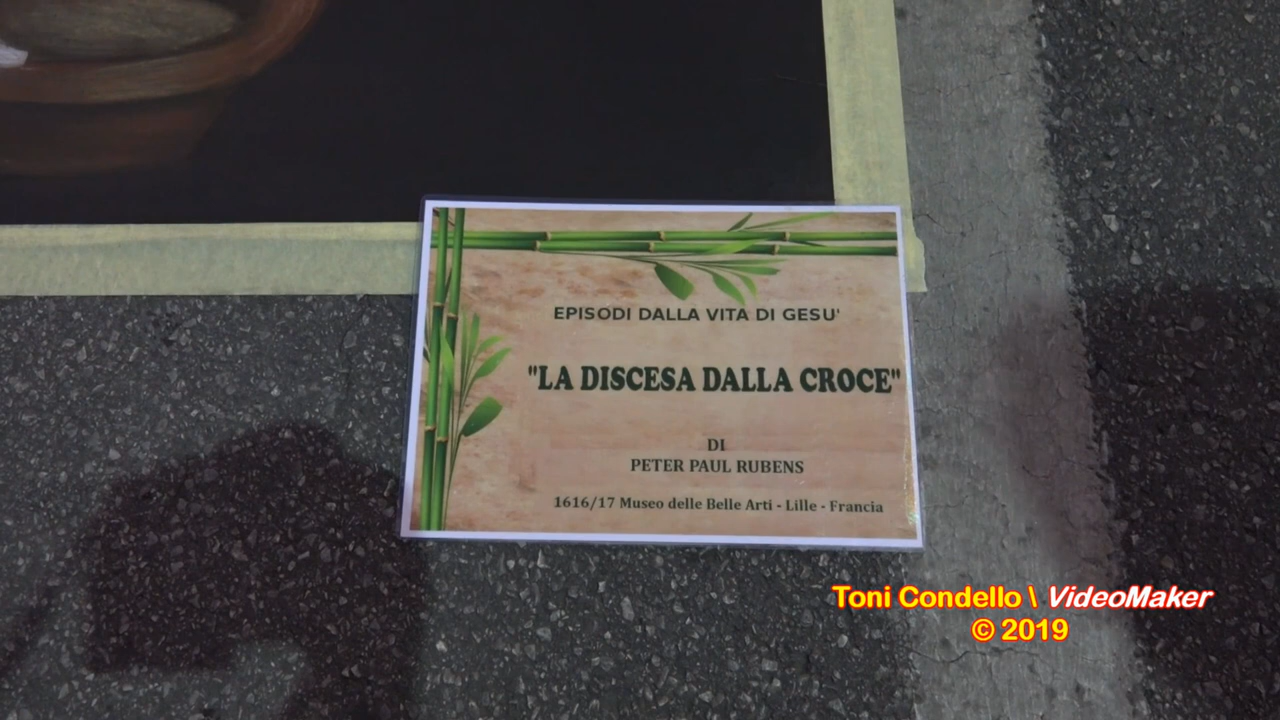 EPISODI DALLA VITA DI GESU'
"LA DISCESA DALLA CROCE"
DI
PETER PAUL RUBENS
1616/17 Museo delle Belle Arti - Lille - Francia
Toni Condello \ VideoMaker
© 2019